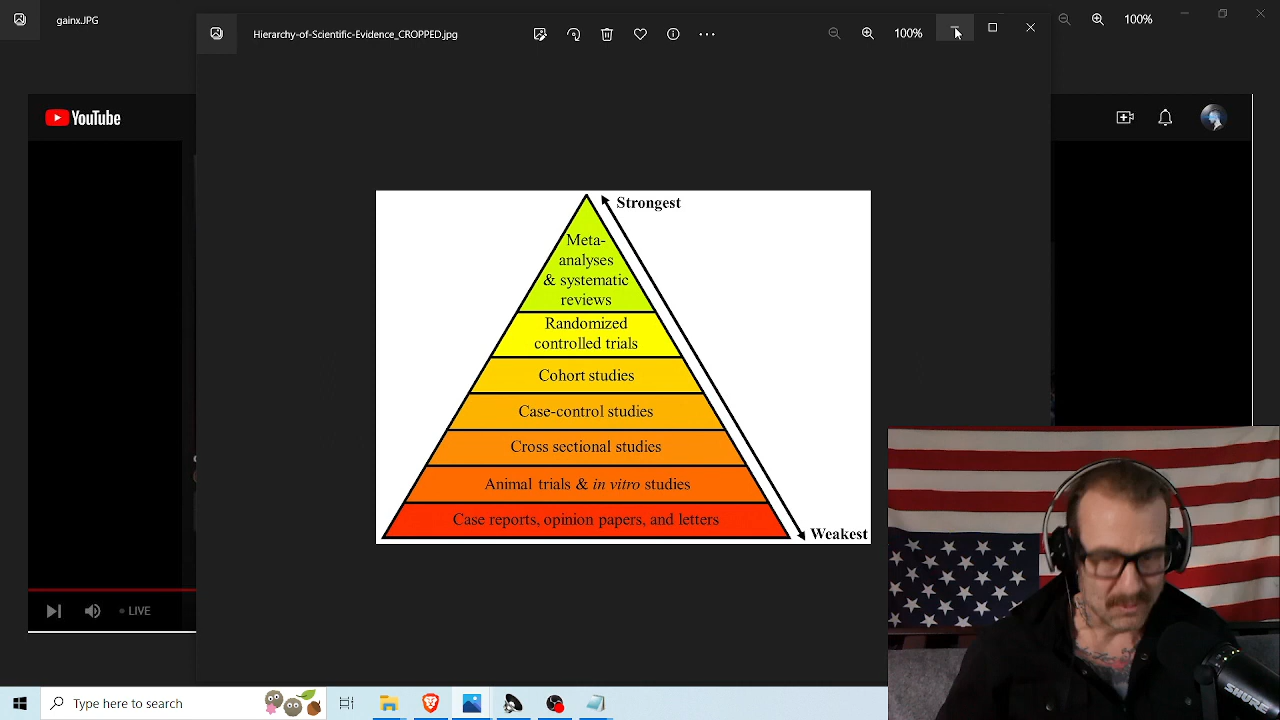 gainx.JPG
100%
Hierarchy-of-Scientific-Evidence_CROPPED.jpg
100%
YouTube
Strongest
Meta-
analyses
& systematic
reviews
Randomized
controlled trials
Cohort studies
Case-control studies
Cross sectional studies
Animal trials & in vitro studies
Case reports, opinion papers, and letters
Weakest
LIVE
SHURE
Type here to search